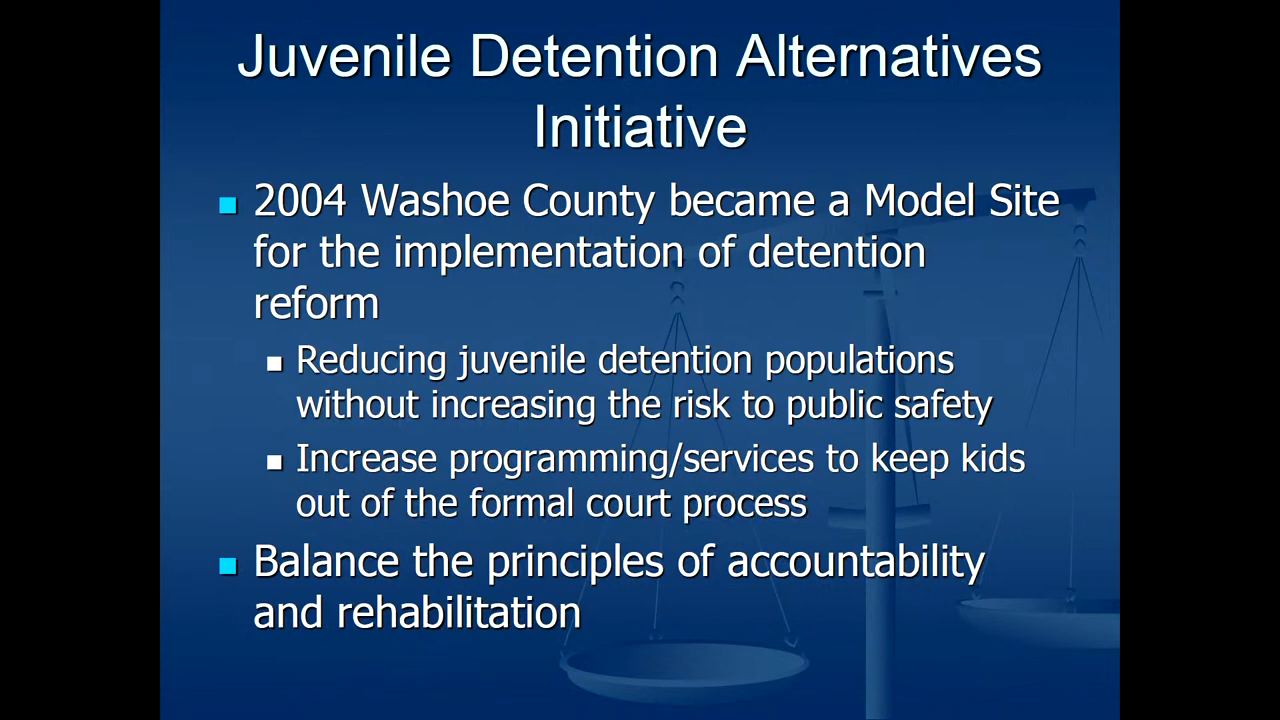 Juvenile Detention Alternatives
Initiative
2004 Washoe County became a Model Site
for the implementation of detention
reform
Reducing juvenile detention populations
without increasing the risk to public safety
Increase programming/services to keep kids
out of the formal court process
Balance the principles of accountability
and rehabilitation